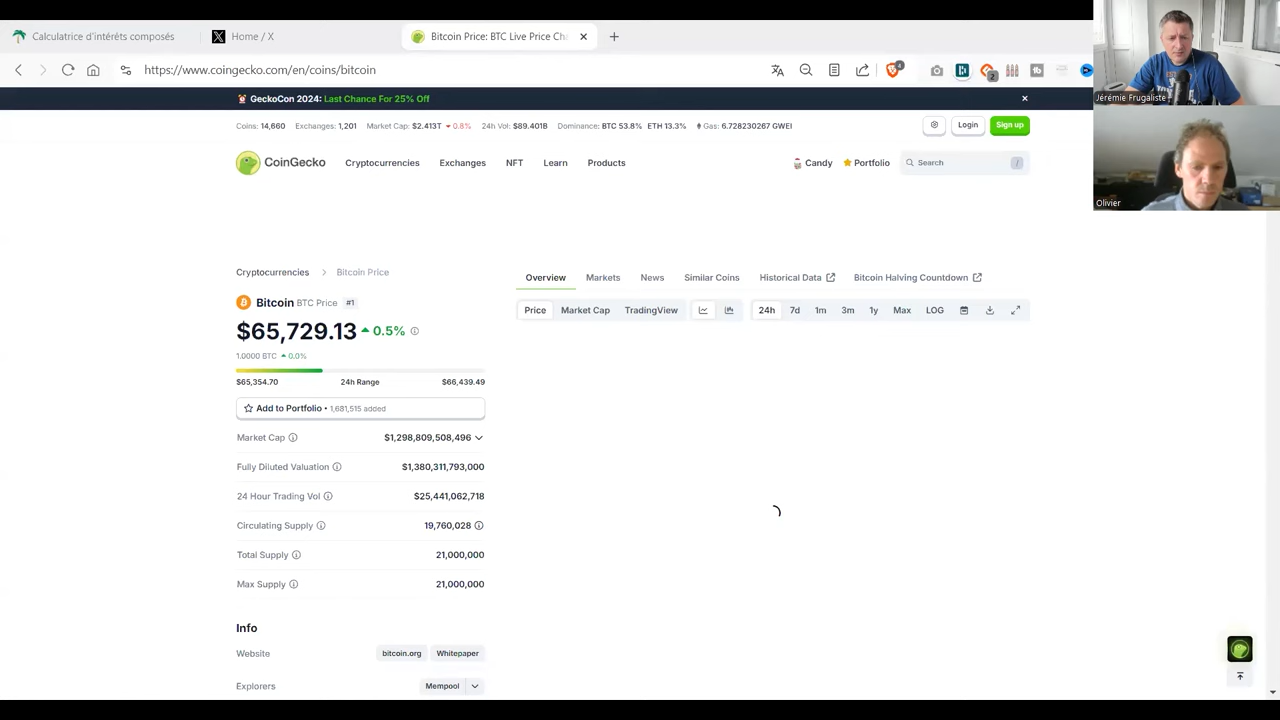 Calculatrice d'intérêts composés
Home / X
Bitcoin Price: BTC Live Price Cha
https://www.coingecko.com/en/coins/bitcoin
4
2
Jérémie Frugaliste
Olivier
GeckoCon 2024: Last Chance For 25% Off
Coins: 14,660 Exchanges: 1,201 Market Cap: $2.413T 0.8% 24h Vol: $89.401B Dominance: BTC 53.8% ETH 13.3% Gas: 6.728230267 GWEI
Login
Sign up
CoinGecko
Cryptocurrencies
Exchanges
NFT
Learn
Products
Candy
Portfolio
Search
/
Cryptocurrencies
Bitcoin Price
Bitcoin BTC Price #1
$65,729.13 0.5%
1.0000 BTC 0.0%
$65,354.70 24h Range $66,439.49
Add to Portfolio • 1,681,515 added
Market Cap $1,298,809,508,496
Fully Diluted Valuation $1,380,311,793,000
24 Hour Trading Vol $25,441,062,718
Circulating Supply 19,760,028
Total Supply 21,000,000
Max Supply 21,000,000
Info
Website bitcoin.org Whitepaper
Explorers Mempool
Overview Markets News Similar Coins Historical Data Bitcoin Halving Countdown
Price Market Cap TradingView 24h 7d 1m 3m 1y Max LOG